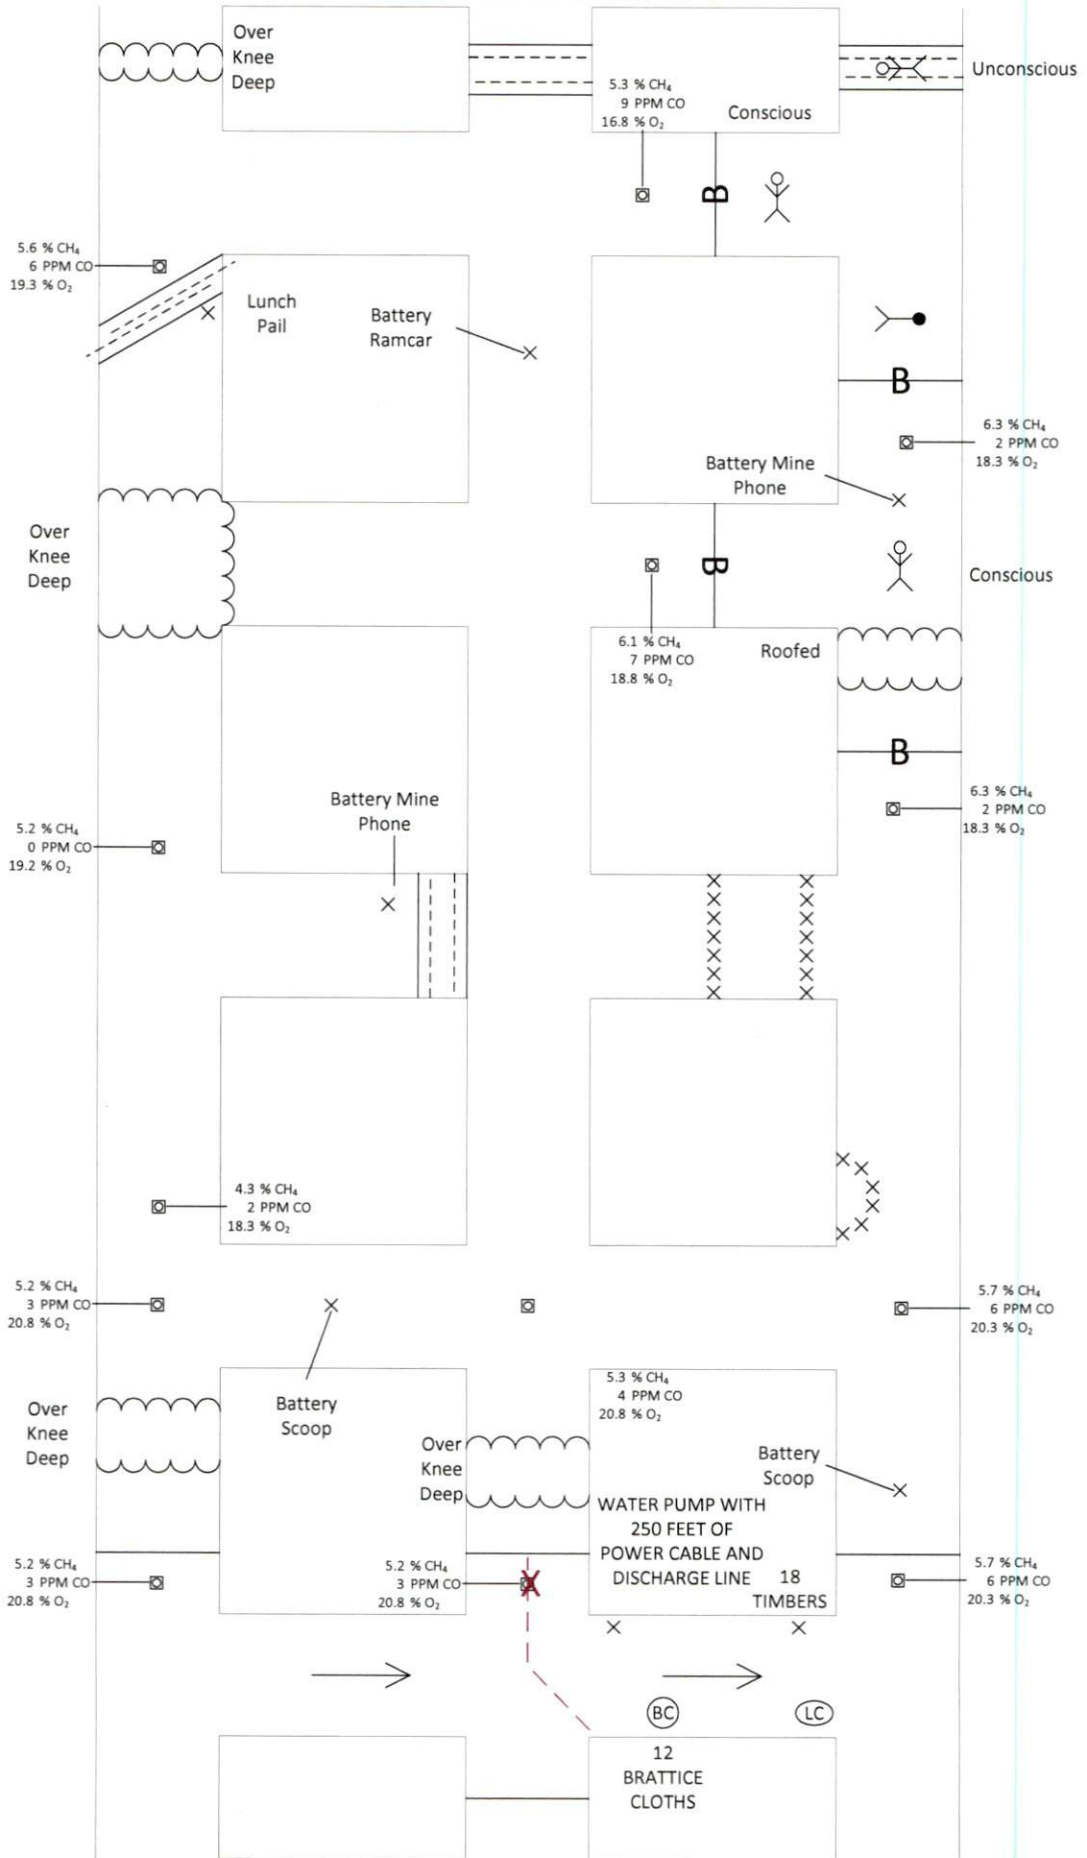 Over
Knee
Deep
5.3 % CH₄
9 PPM CO
16.8 % O₂
Conscious
Unconscious
B
5.6 % CH₄
6 PPM CO
19.3 % O₂
Lunch
Pail
Battery
Ramcar
B
6.3 % CH₄
2 PPM CO
18.3 % O₂
Battery Mine
Phone
Over
Knee
Deep
B
Conscious
6.1 % CH₄
7 PPM CO
18.8 % O₂
Roofed
B
6.3 % CH₄
2 PPM CO
18.3 % O₂
Battery Mine
Phone
5.2 % CH₄
0 PPM CO
19.2 % O₂
4.3 % CH₄
2 PPM CO
18.3 % O₂
5.2 % CH₄
3 PPM CO
20.8 % O₂
5.7 % CH₄
6 PPM CO
20.3 % O₂
5.3 % CH₄
4 PPM CO
20.8 % O₂
Over
Knee
Deep
Battery
Scoop
Over
Knee
Deep
Battery
Scoop
WATER PUMP WITH
250 FEET OF
POWER CABLE AND
DISCHARGE LINE
18
TIMBERS
5.2 % CH₄
3 PPM CO
20.8 % O₂
5.2 % CH₄
3 PPM CO
20.8 % O₂
5.7 % CH₄
6 PPM CO
20.3 % O₂
BC
LC
12
BRATTICE
CLOTHS